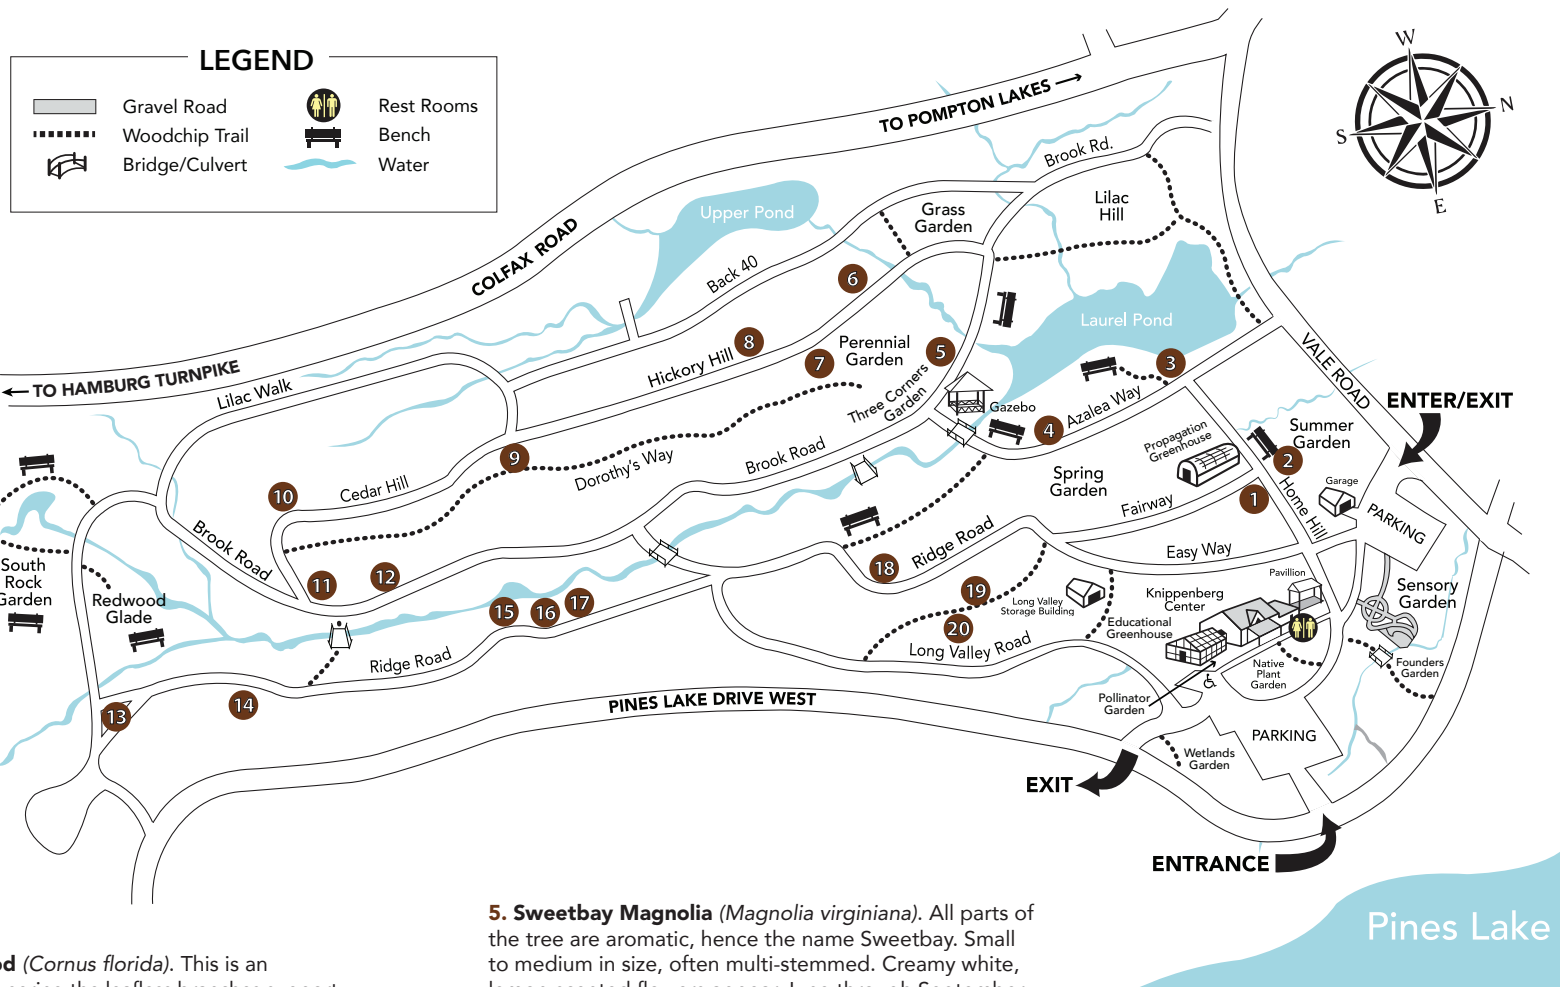 LEGEND
Gravel Road
Woodchip Trail
Bridge/Culvert
Rest Rooms
Bench
Water
W
N
S
E
TO POMPTON LAKES
COLFAX ROAD
TO HAMBURG TURNPIKE
Upper Pond
Brook Rd.
Lilac
Hill
Grass
Garden
Back 40
6
Laurel Pond
8
Hickory Hill
7
Perennial
Garden
5
3
Three Corners
Garden
Gazebo
4
Azalea Way
VALE ROAD
ENTER/EXIT
Lilac Walk
Propagation
Greenhouse
Summer
Garden
2
9
Dorothy's Way
Brook Road
Spring
Garden
Garage
10
Cedar Hill
Fairway
1
Home Hill
PARKING
Brook Road
Ridge Road
Easy Way
South
Rock
Garden
Redwood
Glade
11
12
15
16
17
18
19
20
Long Valley
Storage Building
Long Valley Road
Knippenberg
Center
Pavillion
Educational
Greenhouse
Sensory
Garden
Native
Plant
Garden
Founders
Garden
Ridge Road
13
14
PINES LAKE DRIVE WEST
Pollinator
Garden
PARKING
Wetlands
Garden
EXIT
ENTRANCE
Pines Lake
od (Cornus florida). This is an
5. Sweetbay Magnolia (Magnolia virginiana). All parts of
the tree are aromatic, hence the name Sweetbay. Small
to medium in size, often multi-stemmed. Creamy white,